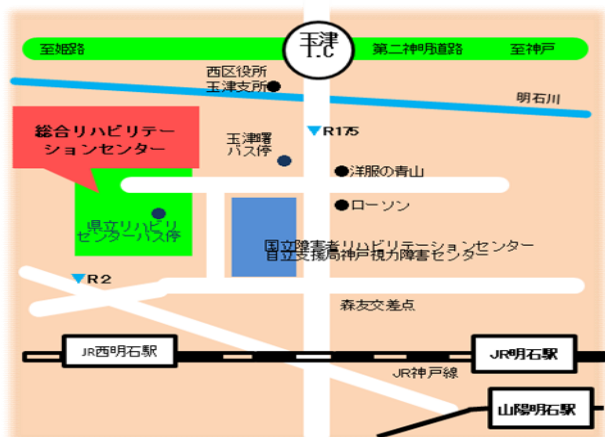 玉津
I.C
至姫路
第二神明道路
至神戸
西区役所
玉津支所
明石川
総合リハビリテー
ションセンター
玉津曙
バス停
R175
洋服の青山
ローソン
県立リハビリ
センターバス停
国立障害者リハビリテーションセンター
自立支援局神戸視力障害センター
R2
森友交差点
JR西明石駅
JR明石駅
JR神戸線
山陽明石駅